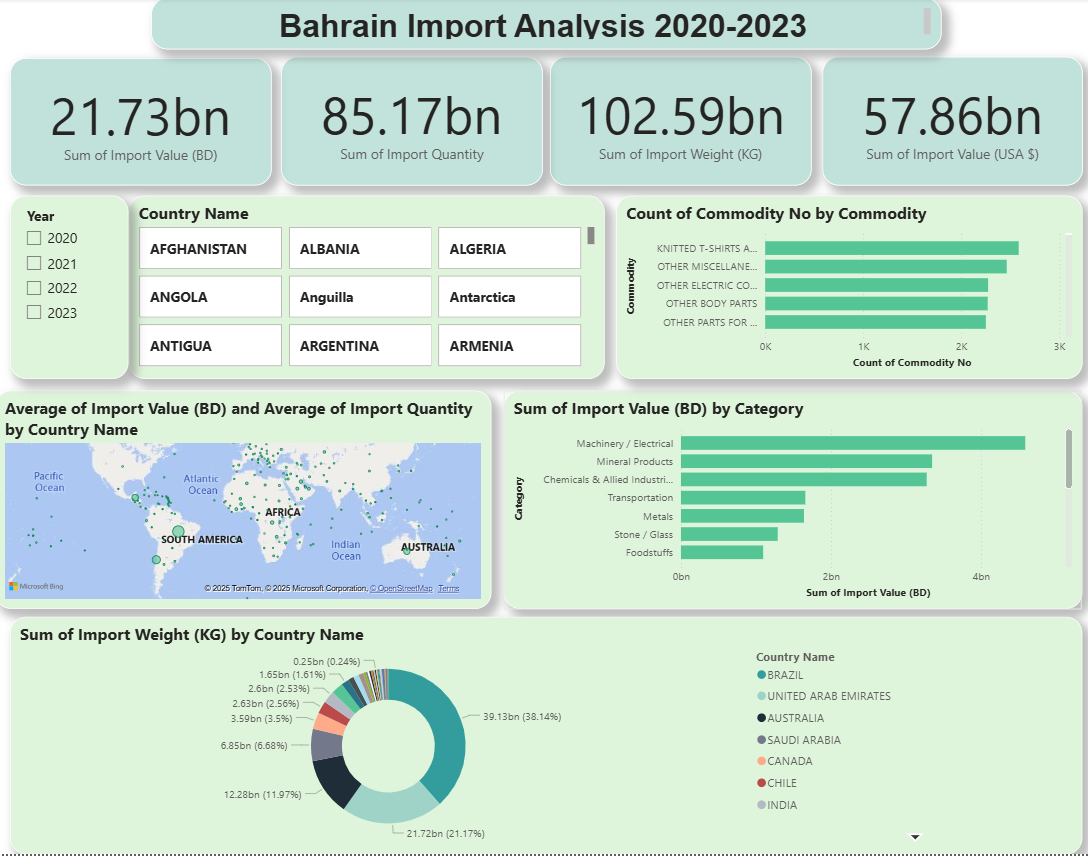 Bahrain Import Analysis 2020-2023
21.73bn
Sum of Import Value (BD)
85.17bn
Sum of Import Quantity
102.59bn
Sum of Import Weight (KG)
57.86bn
Sum of Import Value (USA $)
Year
2020
2021
2022
2023
Country Name
AFGHANISTAN
ALBANIA
ALGERIA
ANGOLA
Anguilla
Antarctica
ANTIGUA
ARGENTINA
ARMENIA
Count of Commodity No by Commodity
Commodity
KNITTED T-SHIRTS A...
OTHER MISCELLANE...
OTHER ELECTRIC CO...
OTHER BODY PARTS
OTHER PARTS FOR ...
0K
1K
2K
3K
Count of Commodity No
Average of Import Value (BD) and Average of Import Quantity
by Country Name
Pacific
Ocean
Atlantic
Ocean
AFRICA
SOUTH AMERICA
Indian
Ocean
AUSTRALIA
Microsoft Bing
© 2025 TomTom, © 2025 Microsoft Corporation, © OpenStreetMap Terms
Sum of Import Value (BD) by Category
Category
Machinery / Electrical
Mineral Products
Chemicals & Allied Industri...
Transportation
Metals
Stone / Glass
Foodstuffs
0bn
2bn
4bn
Sum of Import Value (BD)
Sum of Import Weight (KG) by Country Name
0.25bn (0.24%)
1.65bn (1.61%)
2.6bn (2.53%)
2.63bn (2.56%)
3.59bn (3.5%)
6.85bn (6.68%)
12.28bn (11.97%)
21.72bn (21.17%)
39.13bn (38.14%)
Country Name
BRAZIL
UNITED ARAB EMIRATES
AUSTRALIA
SAUDI ARABIA
CANADA
CHILE
INDIA